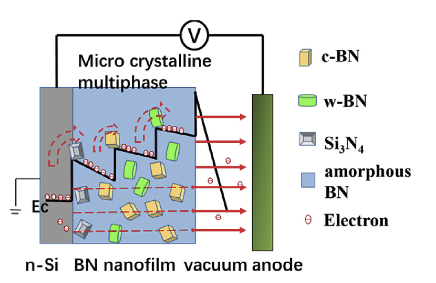 V
Micro crystalline
multiphase
Ec
n-Si BN nanofilm vacuum anode
c-BN
w-BN
Si₃N₄
amorphous
BN
Electron